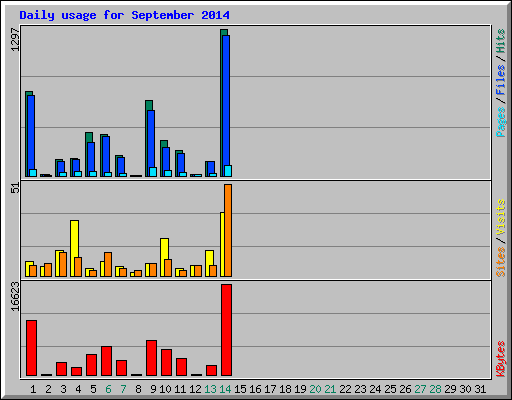 Daily usage for September 2014
1297
51
16623
Pages / Files / Hits
Sites / Visits
KBytes
1 2 3 4 5 6 7 8 9 10 11 12 13 14 15 16 17 18 19 20 21 22 23 24 25 26 27 28 29 30 31